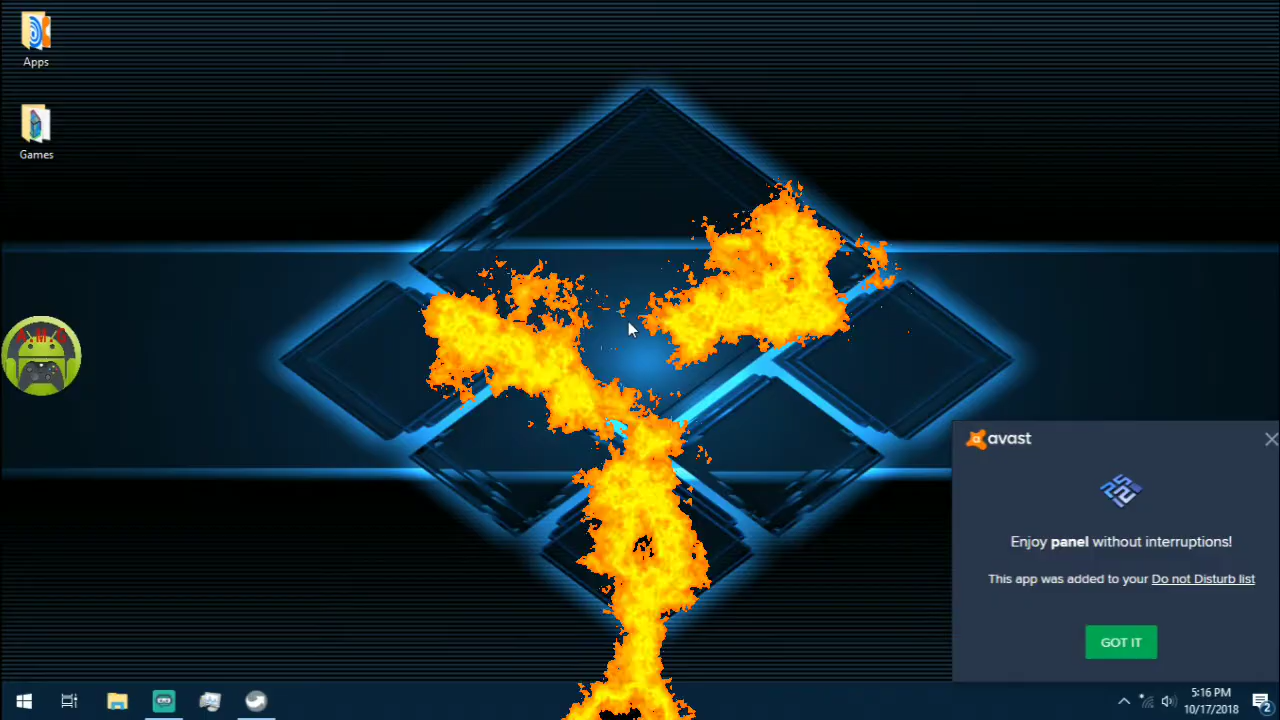 Apps
Games
A.M.G
avast
Enjoy panel without interruptions!
This app was added to your Do not Disturb list
GOT IT
5:16 PM
10/17/2018
2